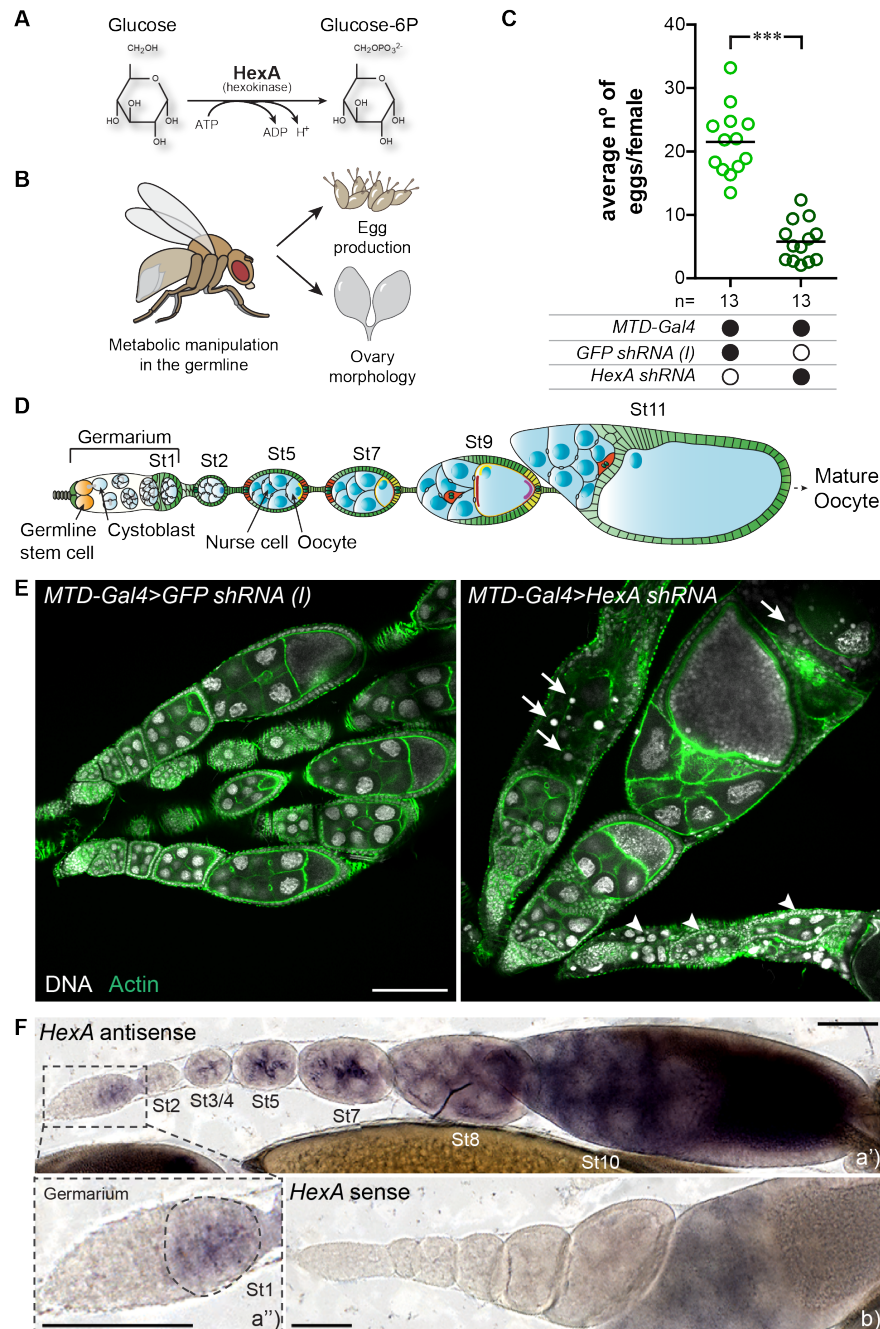 A
Glucose
Glucose-6P
CH₂OH
CH₂OPO₃²⁻
HexA
(hexokinase)
O
OH
HO
OH
OH
ATP
ADP
H⁺
O
OH
HO
OH
OH
B
Egg
production
Metabolic manipulation
in the germline
Ovary
morphology
C
***
average nº of
eggs/female
40
30
20
10
0
n=
13
13
MTD-Gal4
GFP shRNA (I)
HexA shRNA
D
Germarium
St1
St2
St5
St7
St9
St11
Germline
stem cell
Cystoblast
Nurse cell
Oocyte
Mature
Oocyte
E
MTD-Gal4>GFP shRNA (I)
MTD-Gal4>HexA shRNA
DNA Actin
F
HexA antisense
St2
St3/4
St5
St7
St8
St10
a')
Germarium
St1
a'')
HexA sense
b)